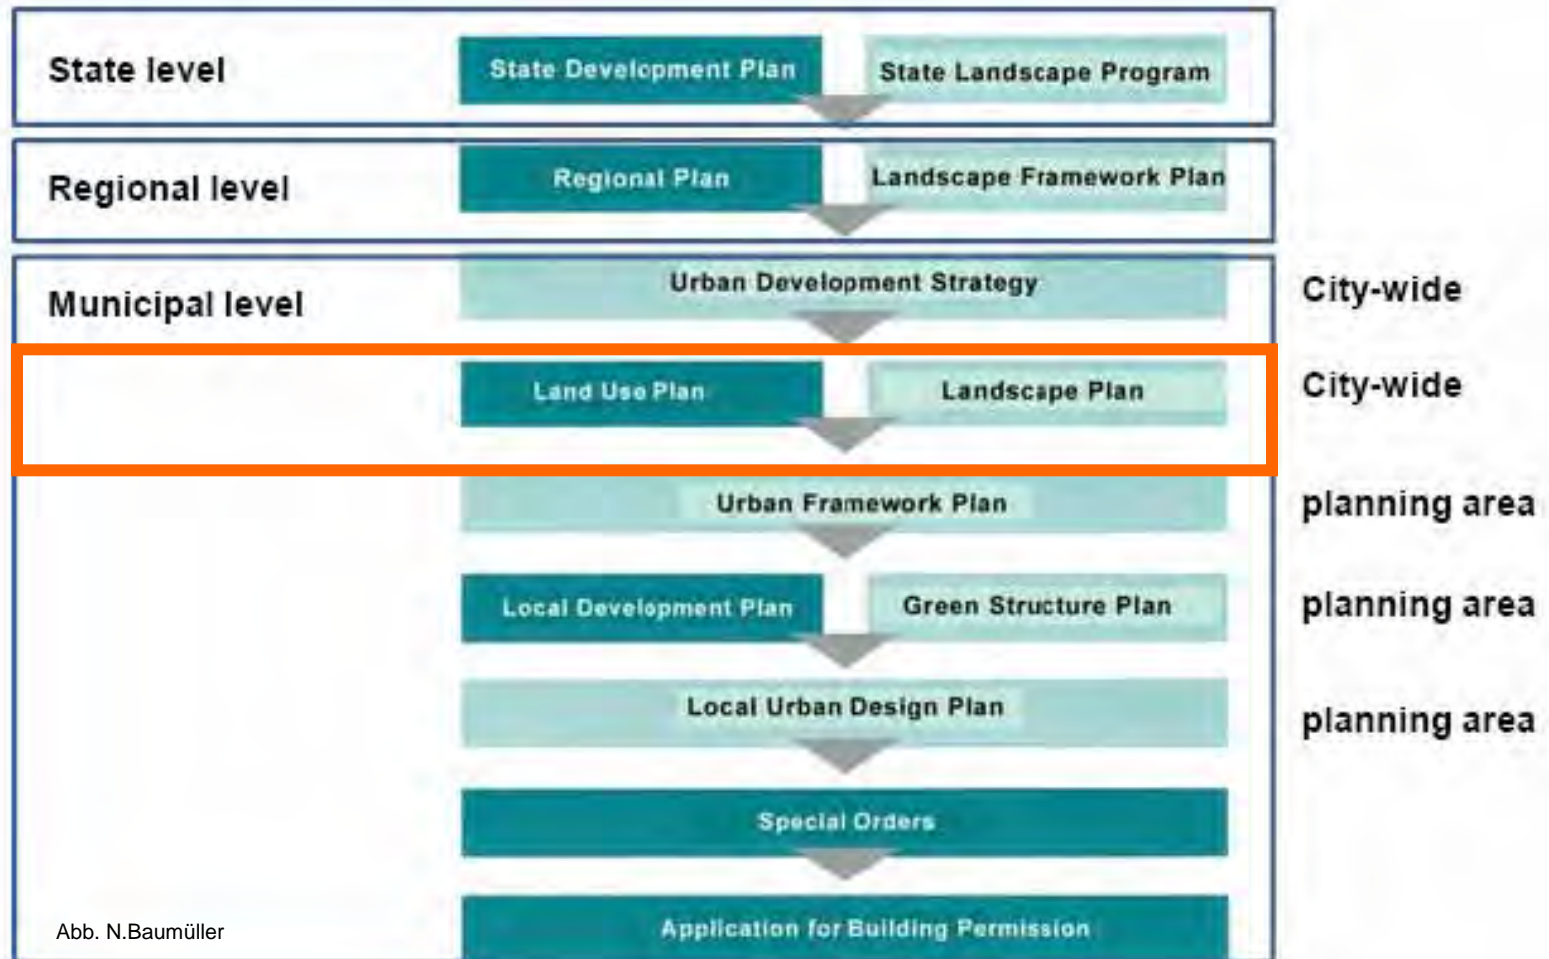 State level
State Development Plan
State Landscape Program
Regional level
Regional Plan
Landscape Framework Plan
Municipal level
Urban Development Strategy
City-wide
Land Use Plan
Landscape Plan
City-wide
Urban Framework Plan
planning area
Local Development Plan
Green Structure Plan
planning area
Local Urban Design Plan
planning area
Special Orders
Application for Building Permission
Abb. N.Baumüller